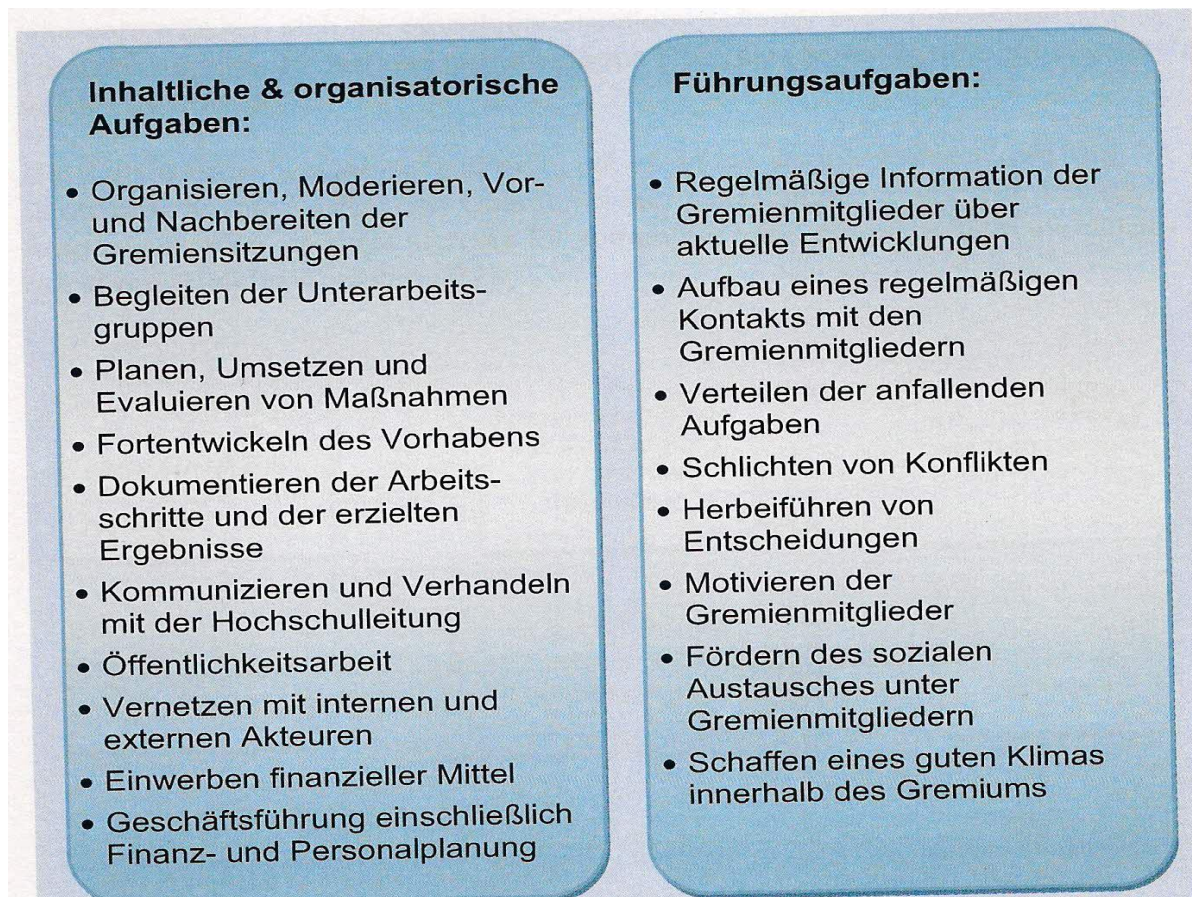 Inhaltliche & organisatorische
Aufgaben:
• Organisieren, Moderieren, Vor-
und Nachbereiten der
Gremiensitzungen
• Begleiten der Unterarbeits-
gruppen
• Planen, Umsetzen und
Evaluieren von Maßnahmen
• Fortentwickeln des Vorhabens
• Dokumentieren der Arbeits-
schritte und der erzielten
Ergebnisse
• Kommunizieren und Verhandeln
mit der Hochschulleitung
• Öffentlichkeitsarbeit
• Vernetzen mit internen und
externen Akteuren
• Einwerben finanzieller Mittel
• Geschäftsführung einschließlich
Finanz- und Personalplanung
Führungsaufgaben:
• Regelmäßige Information der
Gremienmitglieder über
aktuelle Entwicklungen
• Aufbau eines regelmäßigen
Kontakts mit den
Gremienmitgliedern
• Verteilen der anfallenden
Aufgaben
• Schlichten von Konflikten
• Herbeiführen von
Entscheidungen
• Motivieren der
Gremienmitglieder
• Fördern des sozialen
Austausches unter
Gremienmitgliedern
• Schaffen eines guten Klimas
innerhalb des Gremiums